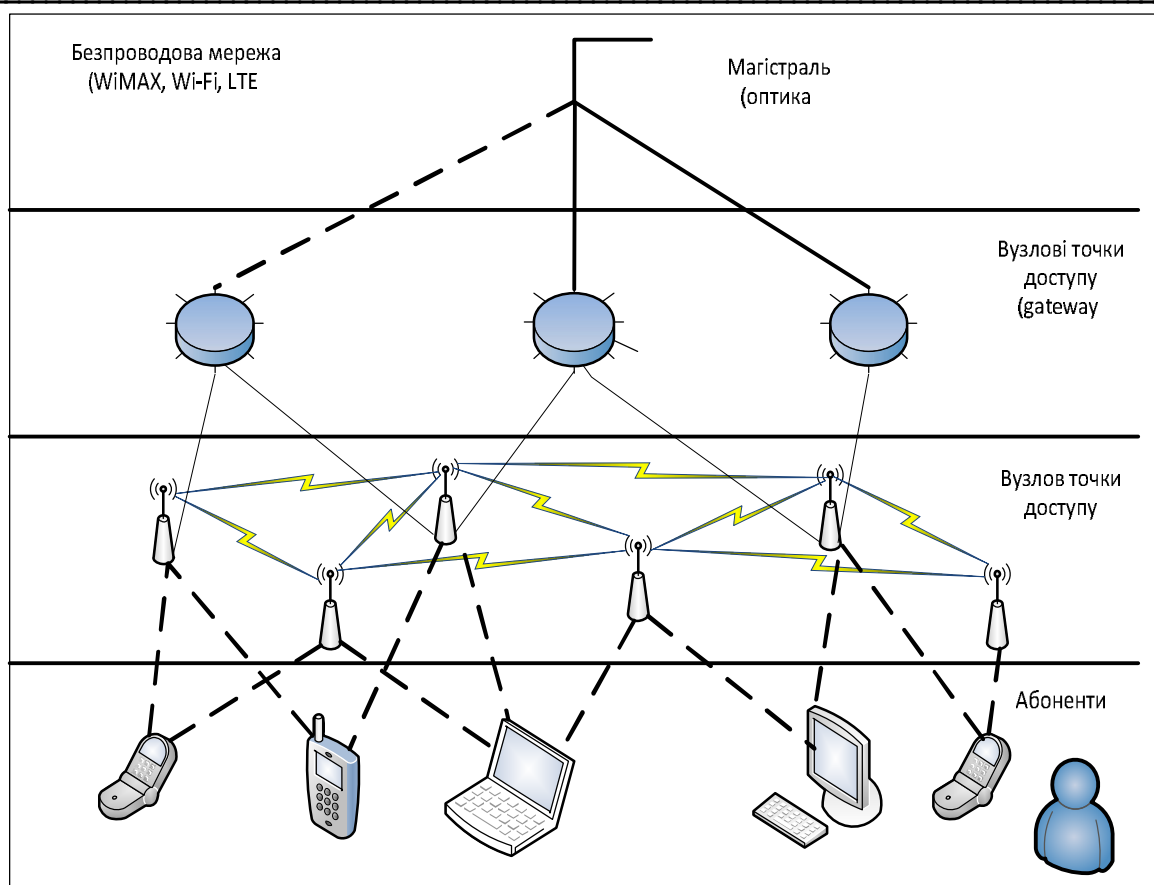 Безпроводова мережа
(WiMAX, Wi-Fi, LTE
Магістраль
(оптика
Вузлові точки
доступу
(gateway
Вузлов точки
доступу
Абоненти